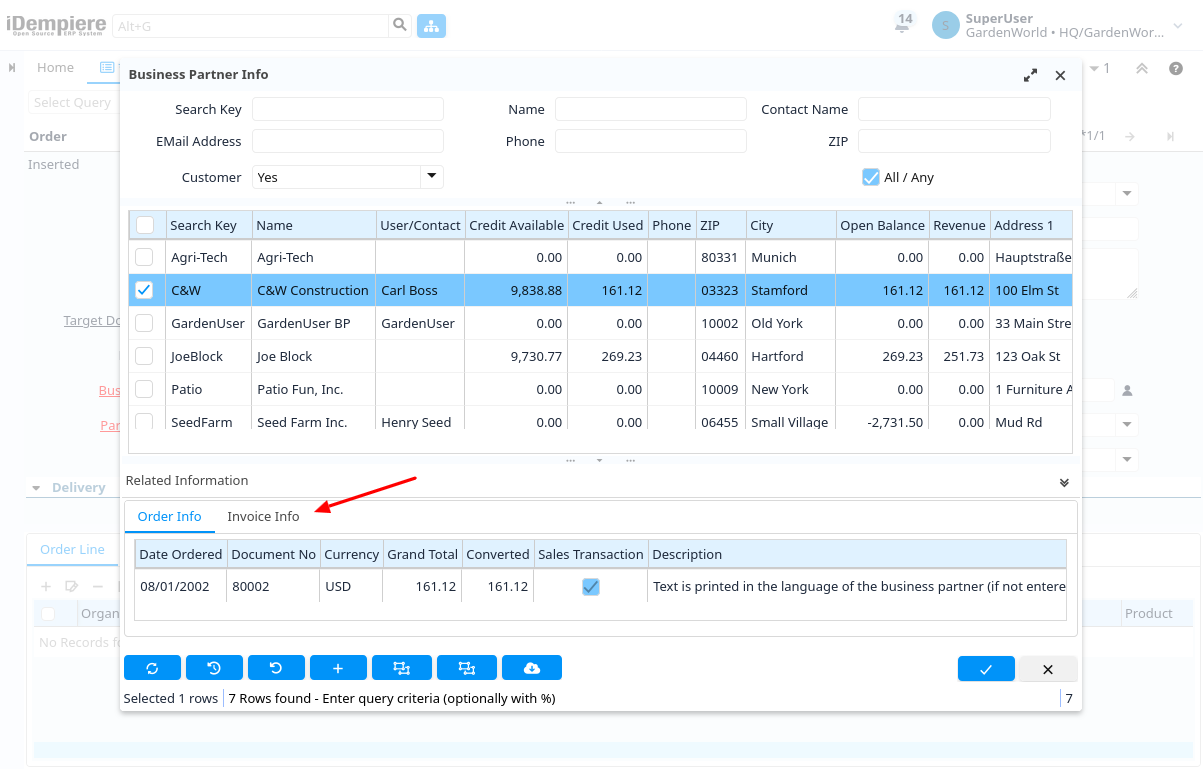 iDempiere
Open Source ERP System
Alt+G
14
S
SuperUser
GardenWorld • HQ/GardenWor...
Home
1
Select Query
Order
*1/1
Inserted
Target Do
Bus
Par
Delivery
Order Line
Organ
Product
No Records fo
Business Partner Info
Search Key
Name
Contact Name
EMail Address
Phone
ZIP
Customer Yes
All / Any
Search Key Name User/Contact Credit Available Credit Used Phone ZIP City Open Balance Revenue Address 1
Agri-Tech Agri-Tech 0.00 0.00 80331 Munich 0.00 0.00 Hauptstraße
C&W C&W Construction Carl Boss 9,838.88 161.12 03323 Stamford 161.12 161.12 100 Elm St
GardenUser GardenUser BP GardenUser 0.00 0.00 10002 Old York 0.00 0.00 33 Main Stre
JoeBlock Joe Block 9,730.77 269.23 04460 Hartford 269.23 251.73 123 Oak St
Patio Patio Fun, Inc. 0.00 0.00 10009 New York 0.00 0.00 1 Furniture A
SeedFarm Seed Farm Inc. Henry Seed 0.00 0.00 06455 Small Village -2,731.50 0.00 Mud Rd
Related Information
Order Info Invoice Info
Date Ordered Document No Currency Grand Total Converted Sales Transaction Description
08/01/2002 80002 USD 161.12 161.12 Text is printed in the language of the business partner (if not entere
Selected 1 rows 7 Rows found - Enter query criteria (optionally with %) 7